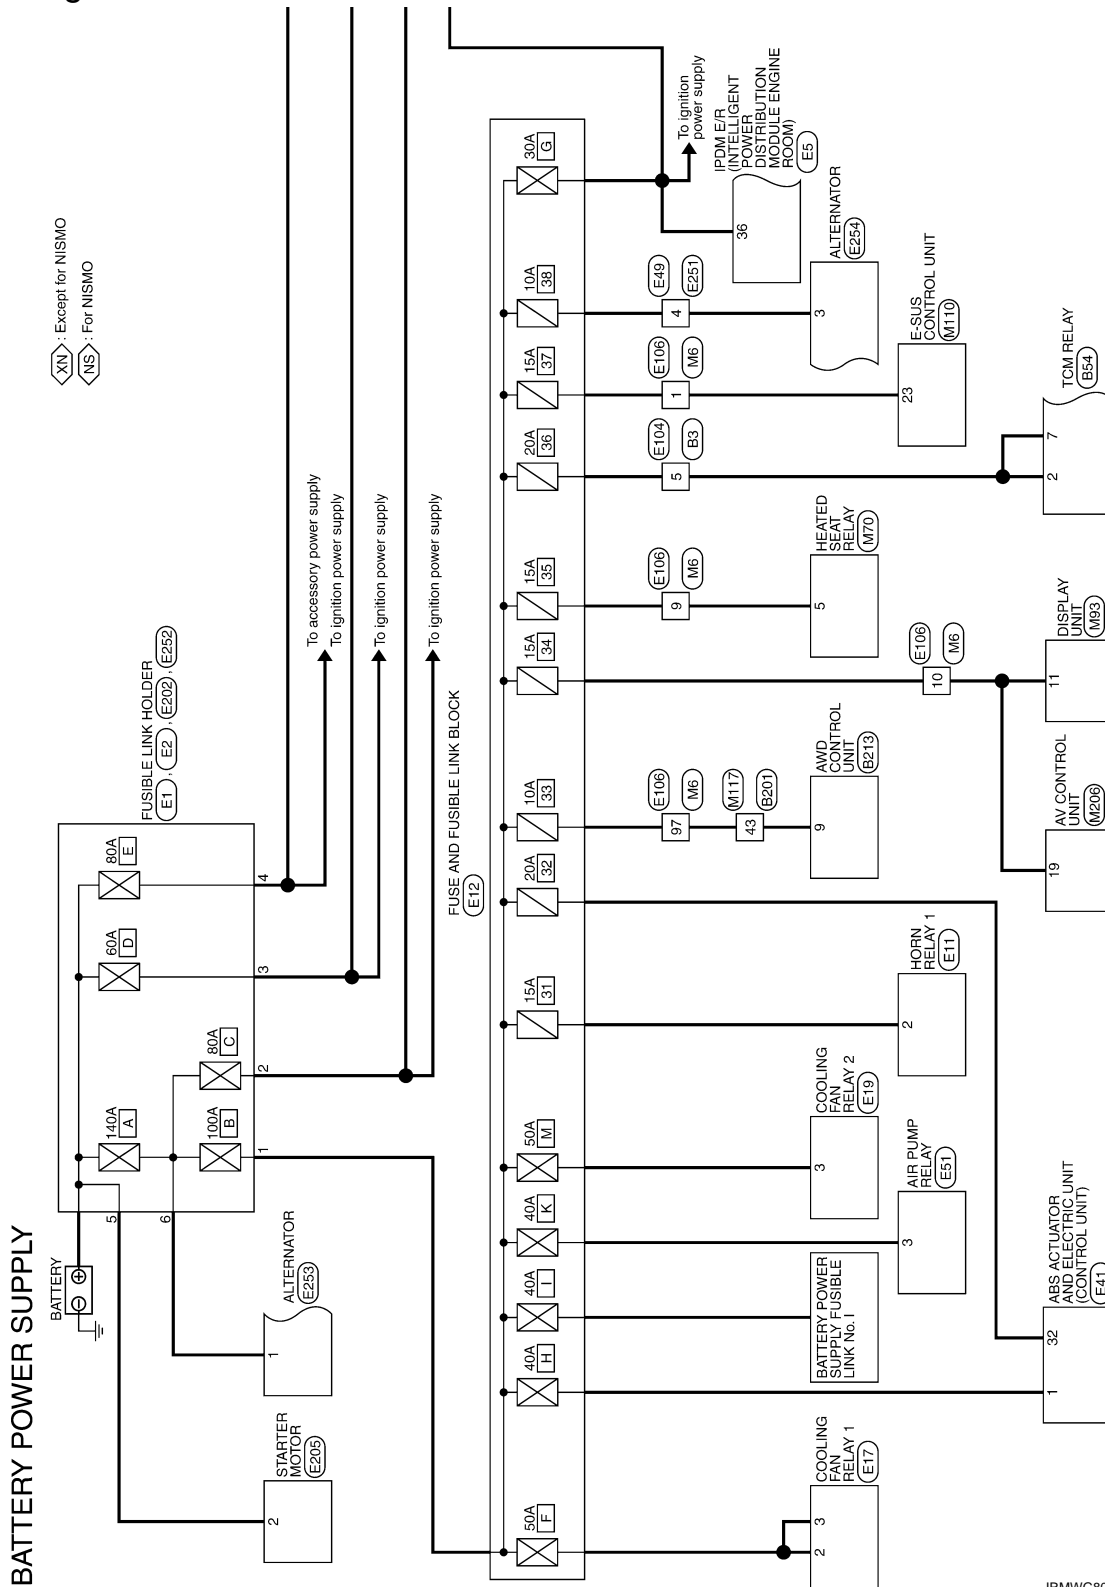 BATTERY POWER SUPPLY
XN : Except for NISMO
NS : For NISMO
BATTERY
FUSIBLE LINK HOLDER
E1 , E2 , E202 , E252
140A
A
100A
B
80A
C
60A
D
80A
E
5
6
1
2
3
4
To accessory power supply
To ignition power supply
To ignition power supply
To ignition power supply
STARTER
MOTOR
E205
2
ALTERNATOR
E253
1
FUSE AND FUSIBLE LINK BLOCK
E12
50A
F
40A
H
40A
I
40A
K
50A
M
15A
31
20A
32
10A
33
15A
34
15A
35
20A
36
15A
37
10A
38
30A
G
To ignition
power supply
IPDM E/R
(INTELLIGENT
POWER
DISTRIBUTION
MODULE ENGINE
ROOM)
E5
36
E49
4
E251
ALTERNATOR
E254
3
E106
1
M6
E-SUS
CONTROL UNIT
M110
23
E104
5
B3
TCM RELAY
B54
2
7
E106
9
M6
HEATED
SEAT
RELAY
M70
5
E106
10
M6
DISPLAY
UNIT
M93
11
AV CONTROL
UNIT
M206
19
E106
97
M6
M117
43
B201
AWD
CONTROL
UNIT
B213
9
HORN
RELAY 1
E11
2
COOLING
FAN
RELAY 2
E19
3
AIR PUMP
RELAY
E51
3
BATTERY POWER
SUPPLY FUSIBLE
LINK No. I
ABS ACTUATOR
AND ELECTRIC UNIT
(CONTROL UNIT)
E41
1
32
COOLING
FAN
RELAY 1
E17
2
3